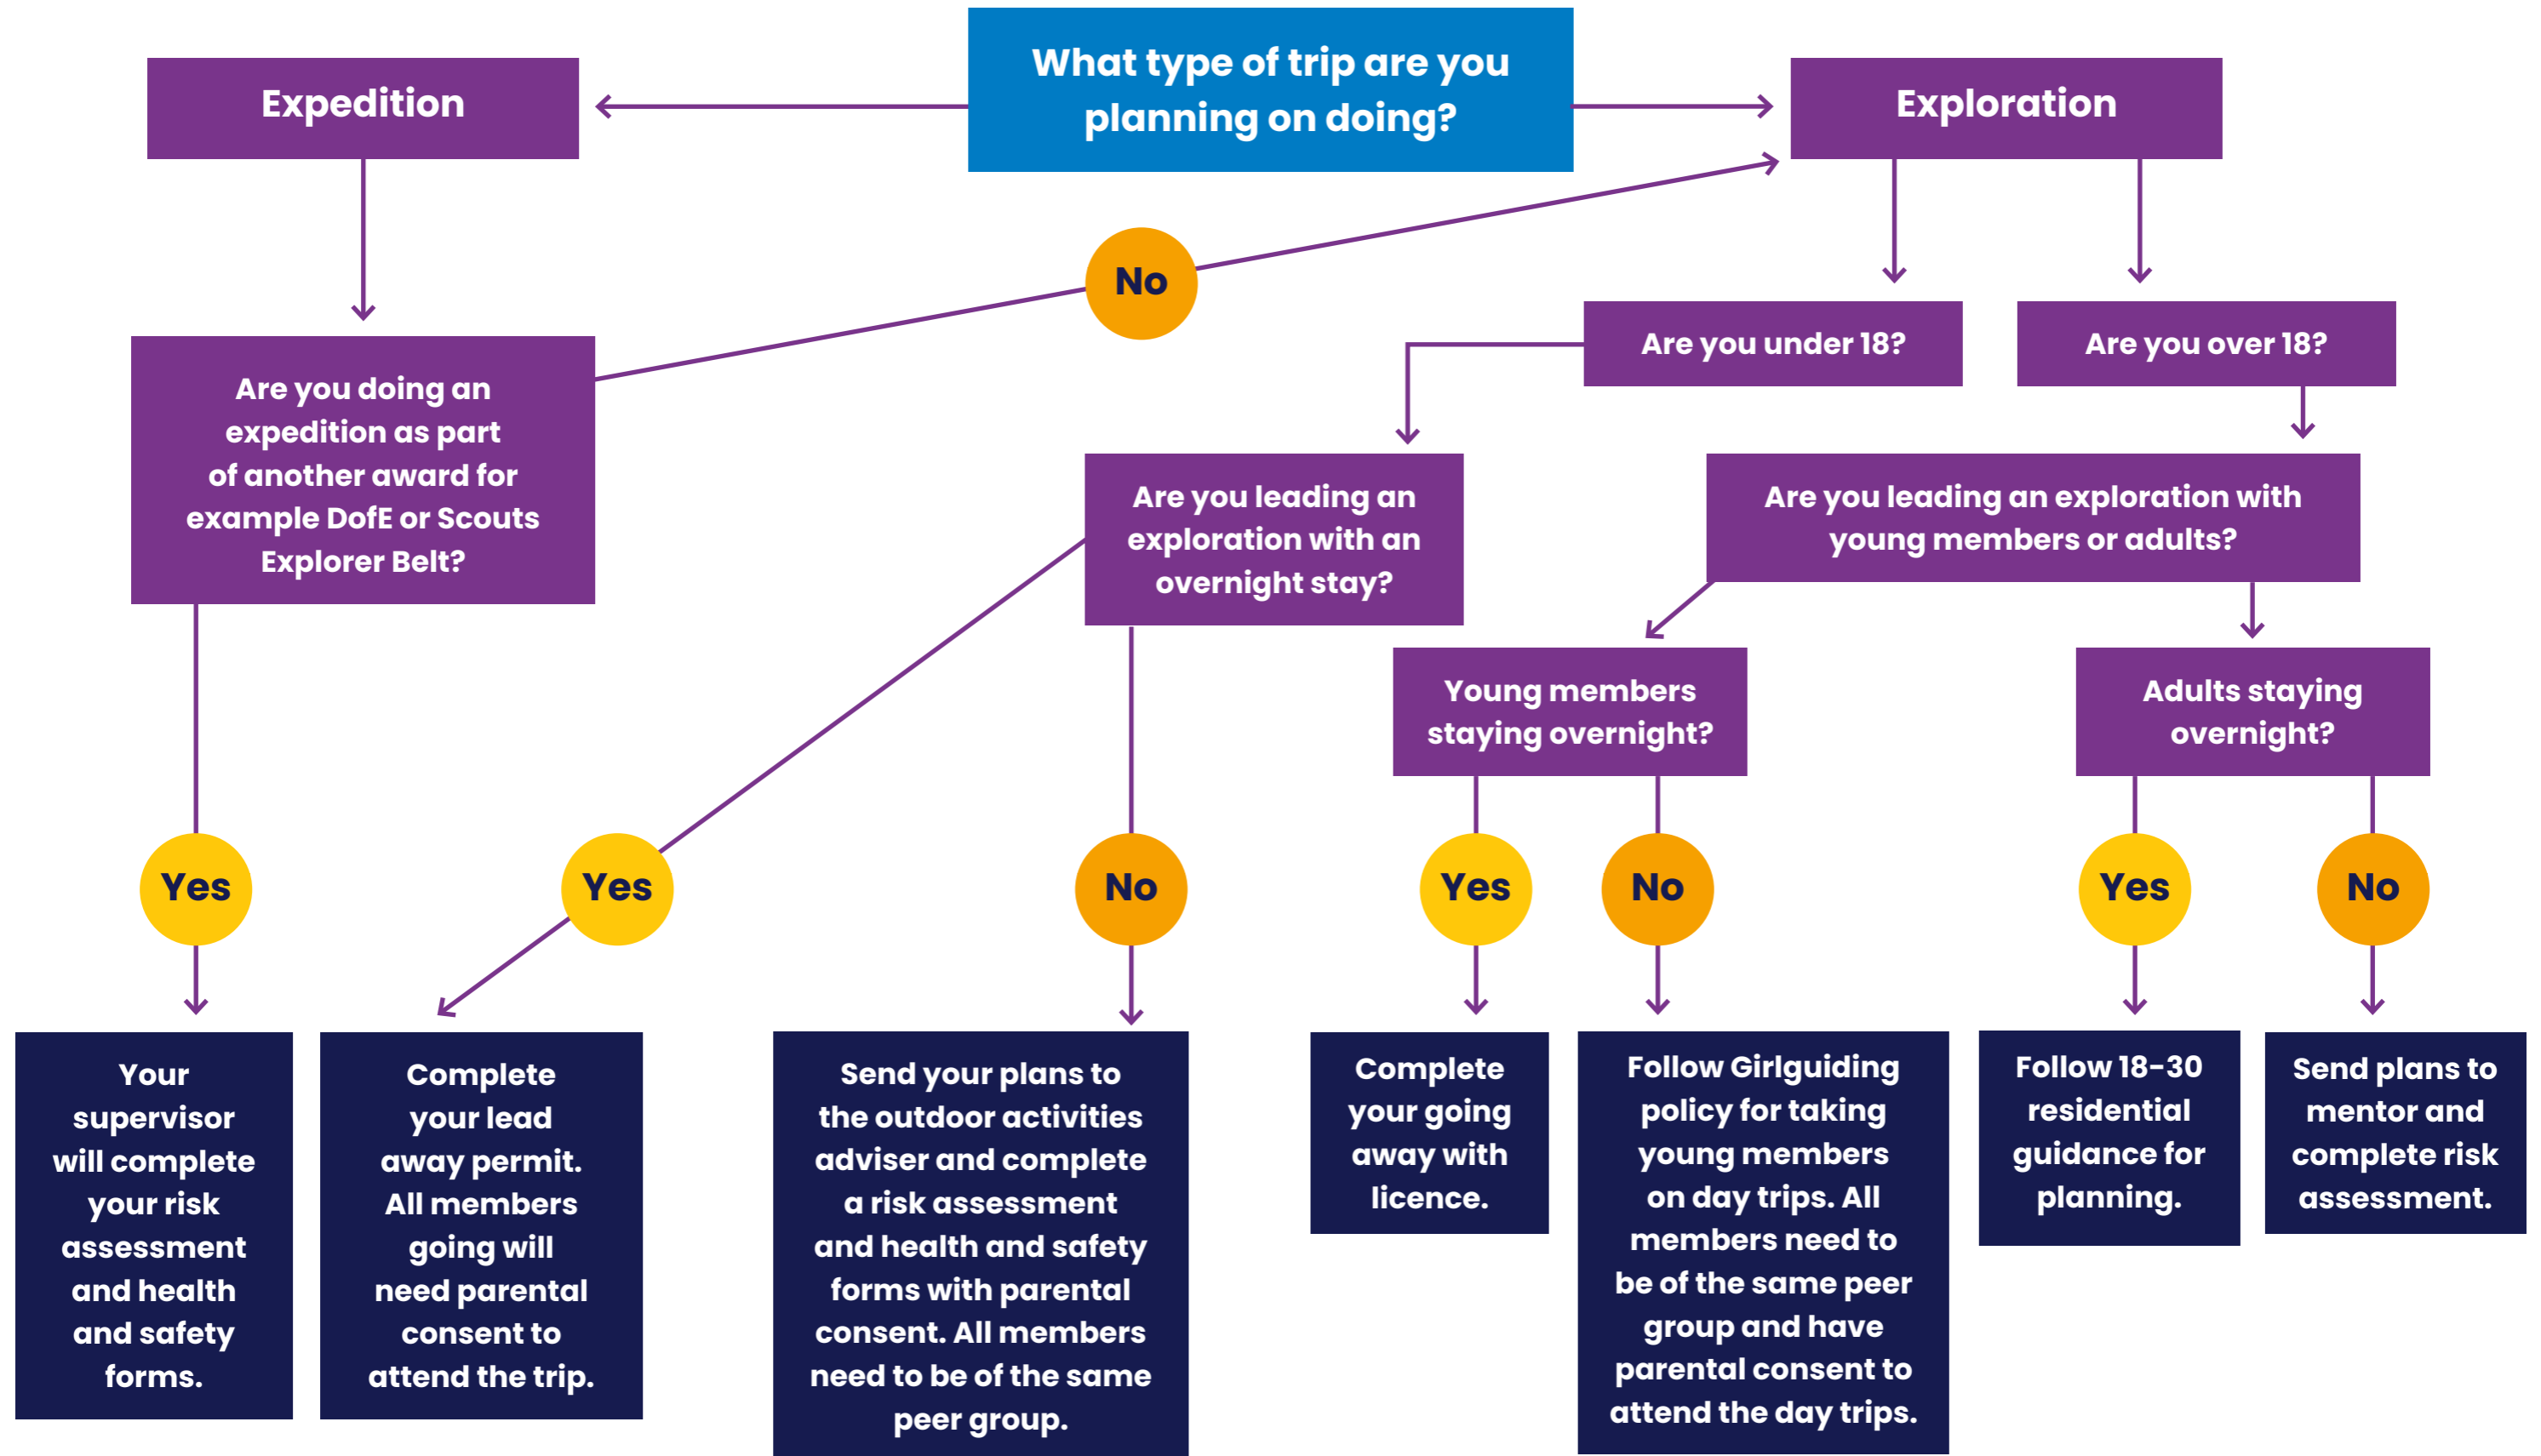 What type of trip are you
planning on doing?
Expedition
Exploration
No
Are you under 18?
Are you over 18?
Are you doing an
expedition as part
of another award for
example DofE or Scouts
Explorer Belt?
Are you leading an
exploration with an
overnight stay?
Are you leading an exploration with
young members or adults?
Young members
staying overnight?
Adults staying
overnight?
Yes
Yes
No
Yes
No
Yes
No
Your
supervisor
will complete
your risk
assessment
and health
and safety
forms.
Complete
your lead
away permit.
All members
going will
need parental
consent to
attend the trip.
Send your plans to
the outdoor activities
adviser and complete
a risk assessment
and health and safety
forms with parental
consent. All members
need to be of the same
peer group.
Complete
your going
away with
licence.
Follow Girlguiding
policy for taking
young members
on day trips. All
members need to
be of the same peer
group and have
parental consent to
attend the day trips.
Follow 18-30
residential
guidance for
planning.
Send plans to
mentor and
complete risk
assessment.